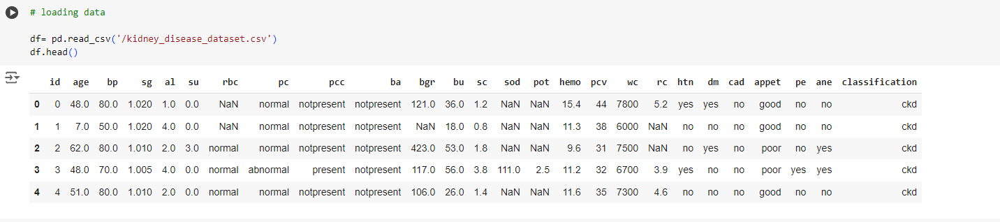 # loading data
df= pd.read_csv('/kidney_disease_dataset.csv')
df.head()
id age bp sg al su rbc pc pcc ba bgr bu sc sod pot hemo pcv wc rc htn dm cad appet pe ane classification
0 0 48.0 80.0 1.020 1.0 0.0 NaN normal notpresent notpresent 121.0 36.0 1.2 NaN NaN 15.4 44 7800 5.2 yes yes no good no no ckd
1 1 7.0 50.0 1.020 4.0 0.0 NaN normal notpresent notpresent NaN 18.0 0.8 NaN NaN 11.3 38 6000 NaN no no no good no no ckd
2 2 62.0 80.0 1.010 2.0 3.0 normal normal notpresent notpresent 423.0 53.0 1.8 NaN NaN 9.6 31 7500 NaN no yes no poor no yes ckd
3 3 48.0 70.0 1.005 4.0 0.0 normal abnormal present notpresent 117.0 56.0 3.8 111.0 2.5 11.2 32 6700 3.9 yes no no poor yes yes ckd
4 4 51.0 80.0 1.010 2.0 0.0 normal normal notpresent notpresent 106.0 26.0 1.4 NaN NaN 11.6 35 7300 4.6 no no no good no no ckd